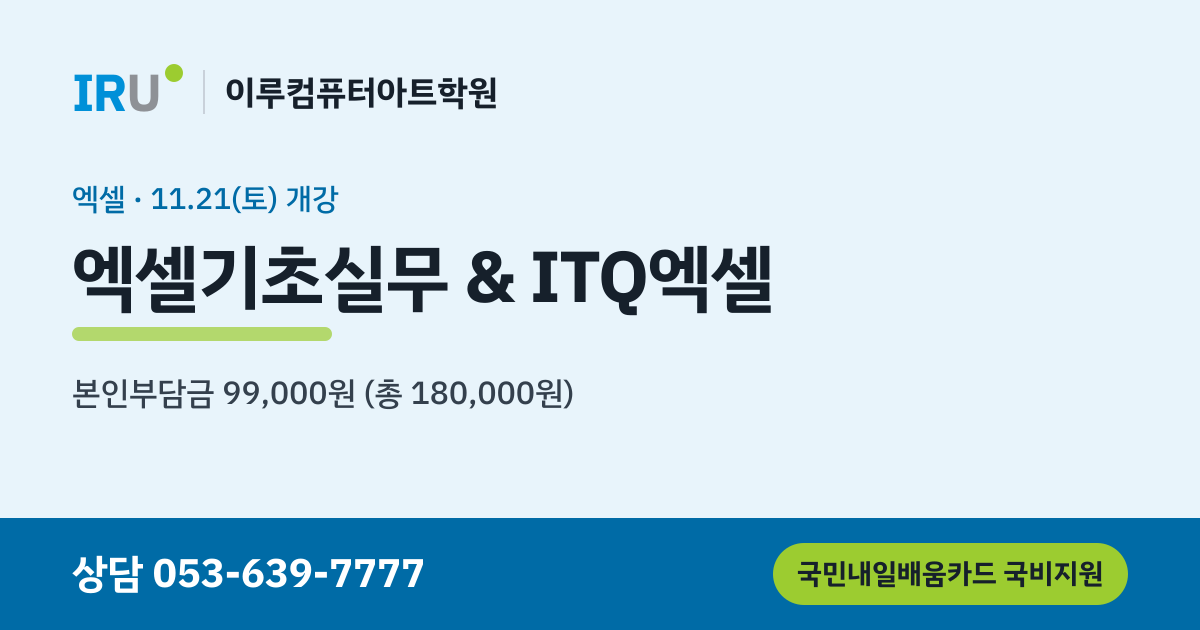 IRU 이루컴퓨터아트학원
엑셀 · 11.21(토) 개강
엑셀기초실무 & ITQ엑셀
본인부담금 99,000원 (총 180,000원)
상담 053-639-7777
국민내일배움카드 국비지원